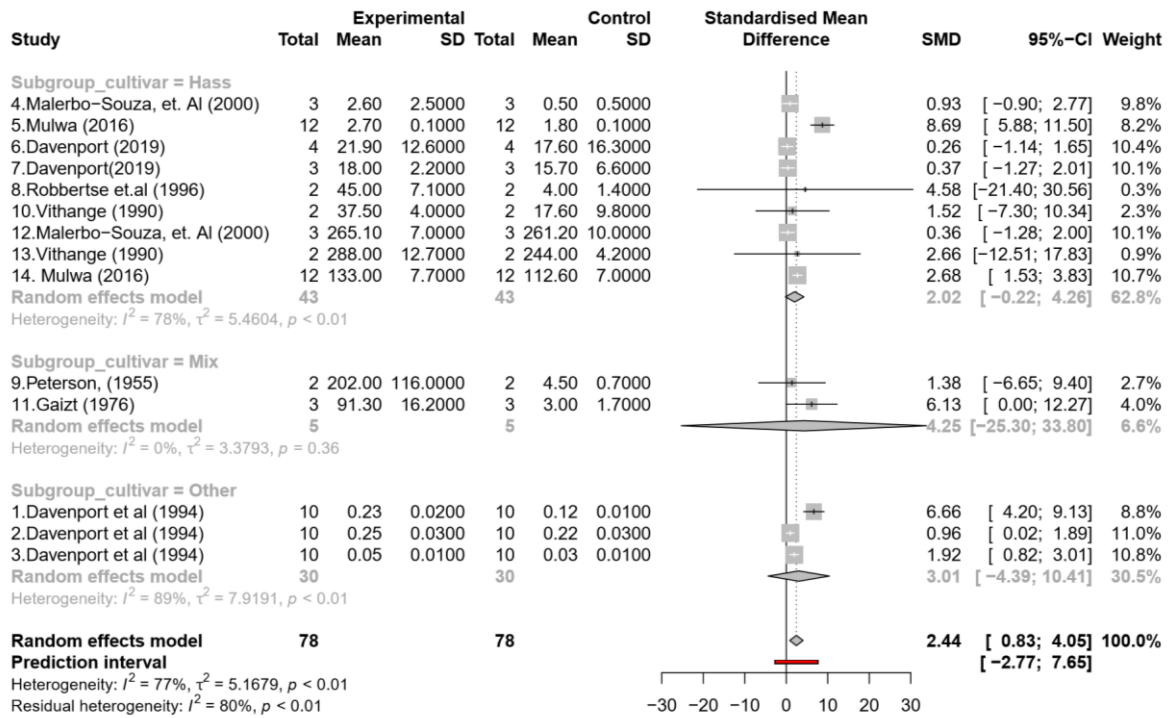 Experimental Control Standardised Mean
Study Total Mean SD Total Mean SD Difference SMD 95%−CI Weight
Subgroup_cultivar = Hass
4.Malerbo−Souza, et. Al (2000) 3 2.60 2.5000 3 0.50 0.5000 0.93 [ −0.90; 2.77] 9.8%
5.Mulwa (2016) 12 2.70 0.1000 12 1.80 0.1000 8.69 [ 5.88; 11.50] 8.2%
6.Davenport (2019) 4 21.90 12.6000 4 17.60 16.3000 0.26 [ −1.14; 1.65] 10.4%
7.Davenport(2019) 3 18.00 2.2000 3 15.70 6.6000 0.37 [ −1.27; 2.01] 10.1%
8.Robbertse et.al (1996) 2 45.00 7.1000 2 4.00 1.4000 4.58 [−21.40; 30.56] 0.3%
10.Vithange (1990) 2 37.50 4.0000 2 17.60 9.8000 1.52 [ −7.30; 10.34] 2.3%
12.Malerbo−Souza, et. Al (2000) 3 265.10 7.0000 3 261.20 10.0000 0.36 [ −1.28; 2.00] 10.1%
13.Vithange (1990) 2 288.00 12.7000 2 244.00 4.2000 2.66 [−12.51; 17.83] 0.9%
14. Mulwa (2016) 12 133.00 7.7000 12 112.60 7.0000 2.68 [ 1.53; 3.83] 10.7%
Random effects model 43 43 2.02 [ −0.22; 4.26] 62.8%
Heterogeneity: I² = 78%, τ² = 5.4604, p < 0.01
Subgroup_cultivar = Mix
9.Peterson, (1955) 2 202.00 116.0000 2 4.50 0.7000 1.38 [ −6.65; 9.40] 2.7%
11.Gaizt (1976) 3 91.30 16.2000 3 3.00 1.7000 6.13 [ 0.00; 12.27] 4.0%
Random effects model 5 5 4.25 [−25.30; 33.80] 6.6%
Heterogeneity: I² = 0%, τ² = 3.3793, p = 0.36
Subgroup_cultivar = Other
1.Davenport et al (1994) 10 0.23 0.0200 10 0.12 0.0100 6.66 [ 4.20; 9.13] 8.8%
2.Davenport et al (1994) 10 0.25 0.0300 10 0.22 0.0300 0.96 [ 0.02; 1.89] 11.0%
3.Davenport et al (1994) 10 0.05 0.0100 10 0.03 0.0100 1.92 [ 0.82; 3.01] 10.8%
Random effects model 30 30 3.01 [ −4.39; 10.41] 30.5%
Heterogeneity: I² = 89%, τ² = 7.9191, p < 0.01
Random effects model 78 78 2.44 [ 0.83; 4.05] 100.0%
Prediction interval [ −2.77; 7.65]
Heterogeneity: I² = 77%, τ² = 5.1679, p < 0.01
Residual heterogeneity: I² = 80%, p < 0.01
−30 −20 −10 0 10 20 30